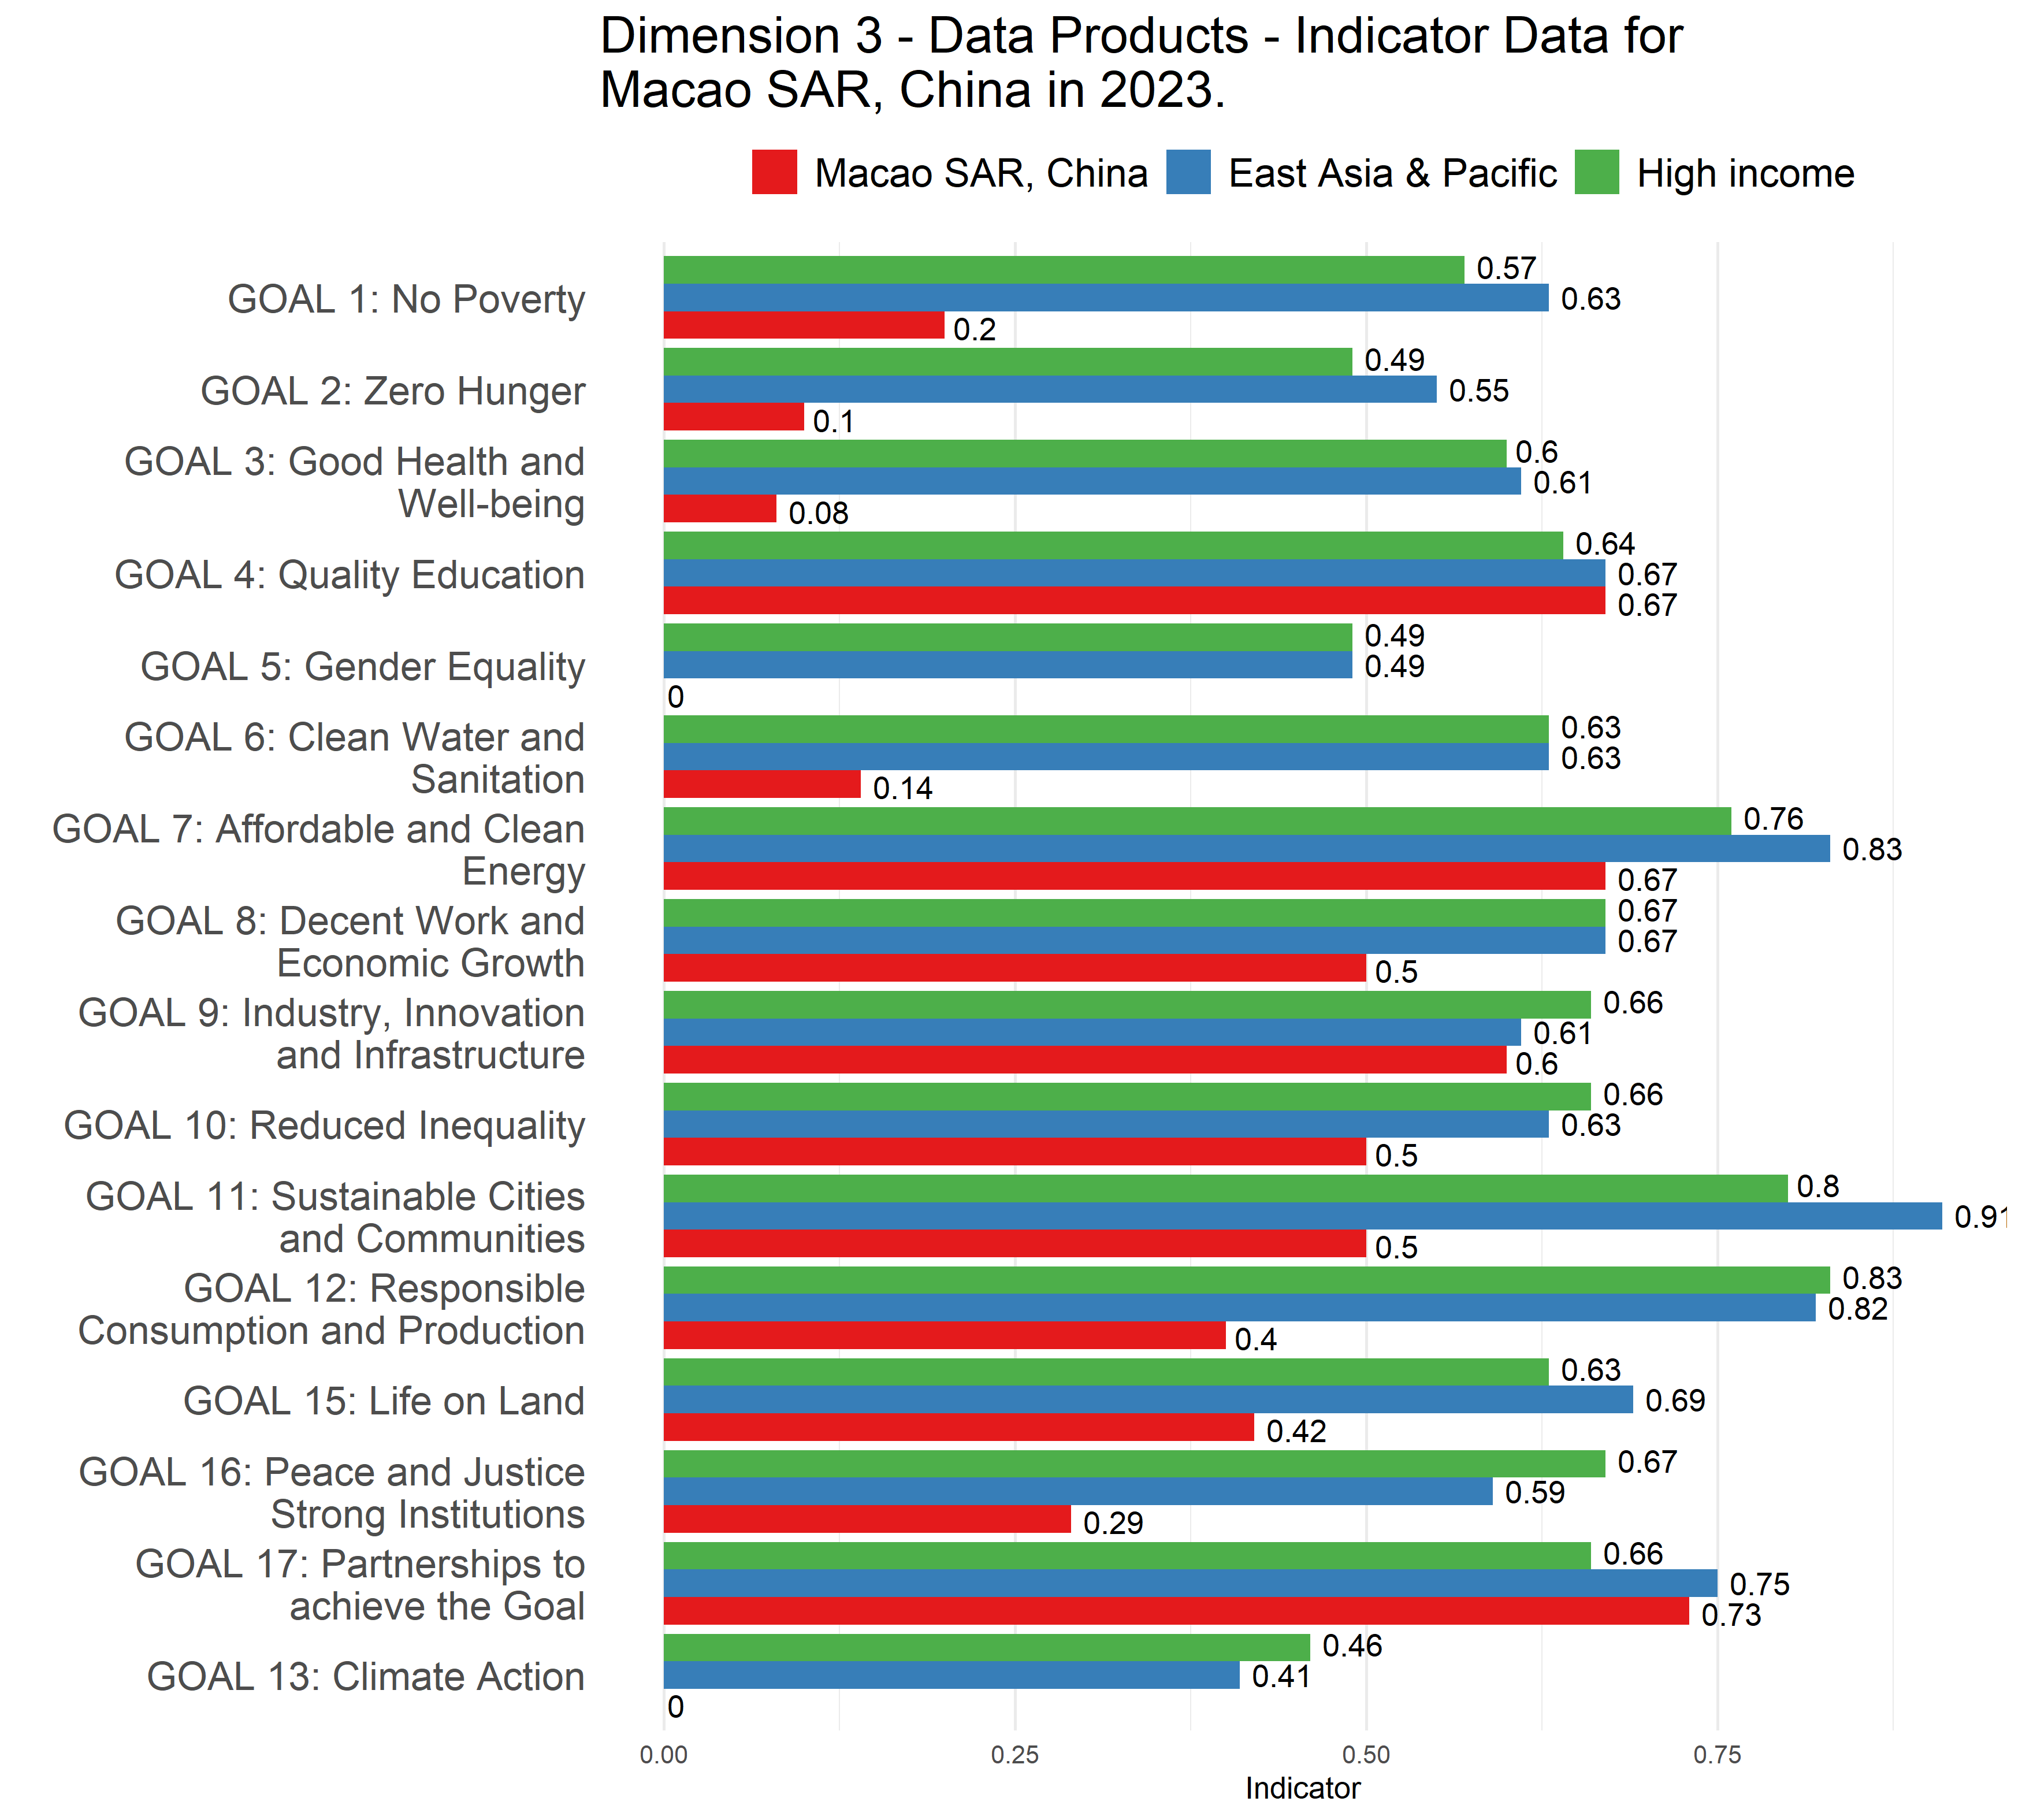 Dimension 3 - Data Products - Indicator Data for
Macao SAR, China in 2023.
Macao SAR, China East Asia & Pacific High income
GOAL 1: No Poverty
0.57
0.63
0.2
GOAL 2: Zero Hunger
0.49
0.55
0.1
GOAL 3: Good Health and
Well-being
0.6
0.61
0.08
GOAL 4: Quality Education
0.64
0.67
0.67
GOAL 5: Gender Equality
0.49
0.49
0
GOAL 6: Clean Water and
Sanitation
0.63
0.63
0.14
GOAL 7: Affordable and Clean
Energy
0.76
0.83
0.67
GOAL 8: Decent Work and
Economic Growth
0.67
0.67
0.5
GOAL 9: Industry, Innovation
and Infrastructure
0.66
0.61
0.6
GOAL 10: Reduced Inequality
0.66
0.63
0.5
GOAL 11: Sustainable Cities
and Communities
0.8
0.91
0.5
GOAL 12: Responsible
Consumption and Production
0.83
0.82
0.4
GOAL 15: Life on Land
0.63
0.69
0.42
GOAL 16: Peace and Justice
Strong Institutions
0.67
0.59
0.29
GOAL 17: Partnerships to
achieve the Goal
0.66
0.75
0.73
GOAL 13: Climate Action
0.46
0.41
0
0.00 0.25 0.50 0.75
Indicator